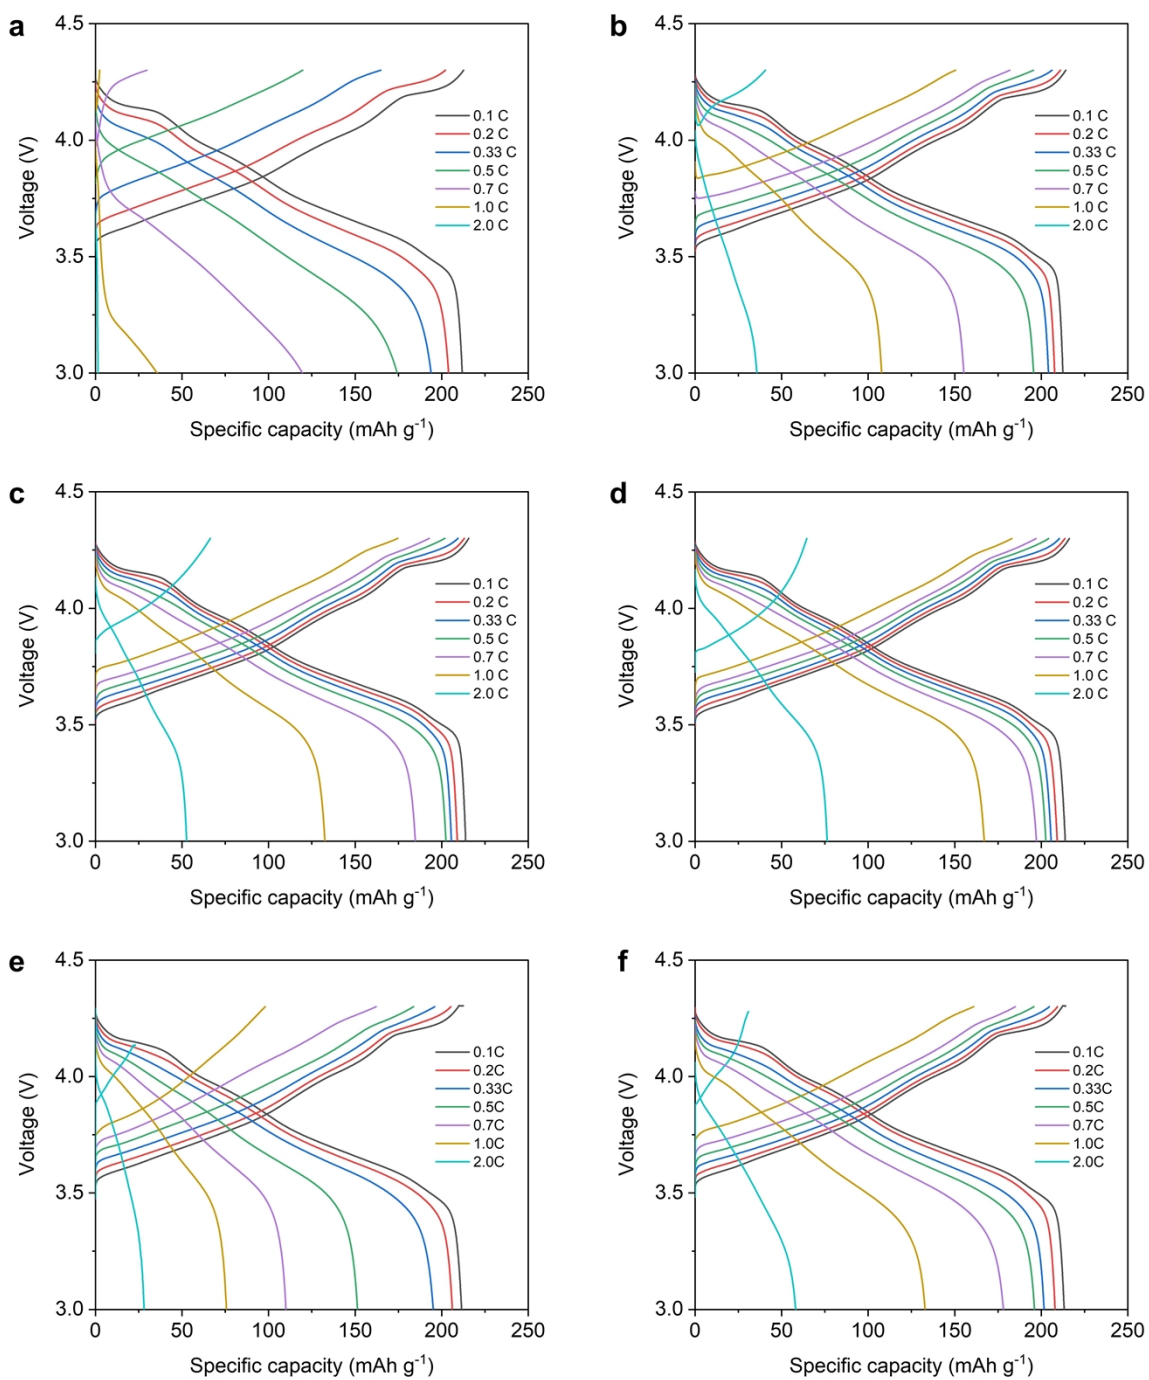 a
4.5
4.0
3.5
3.0
Voltage (V)
0 50 100 150 200 250
Specific capacity (mAh g⁻¹)
0.1 C
0.2 C
0.33 C
0.5 C
0.7 C
1.0 C
2.0 C
b
4.5
4.0
3.5
3.0
Voltage (V)
0 50 100 150 200 250
Specific capacity (mAh g⁻¹)
0.1 C
0.2 C
0.33 C
0.5 C
0.7 C
1.0 C
2.0 C
c
4.5
4.0
3.5
3.0
Voltage (V)
0 50 100 150 200 250
Specific capacity (mAh g⁻¹)
0.1 C
0.2 C
0.33 C
0.5 C
0.7 C
1.0 C
2.0 C
d
4.5
4.0
3.5
3.0
Voltage (V)
0 50 100 150 200 250
Specific capacity (mAh g⁻¹)
0.1 C
0.2 C
0.33 C
0.5 C
0.7 C
1.0 C
2.0 C
e
4.5
4.0
3.5
3.0
Voltage (V)
0 50 100 150 200 250
Specific capacity (mAh g⁻¹)
0.1C
0.2C
0.33C
0.5C
0.7C
1.0C
2.0C
f
4.5
4.0
3.5
3.0
Voltage (V)
0 50 100 150 200 250
Specific capacity (mAh g⁻¹)
0.1C
0.2C
0.33C
0.5C
0.7C
1.0C
2.0C